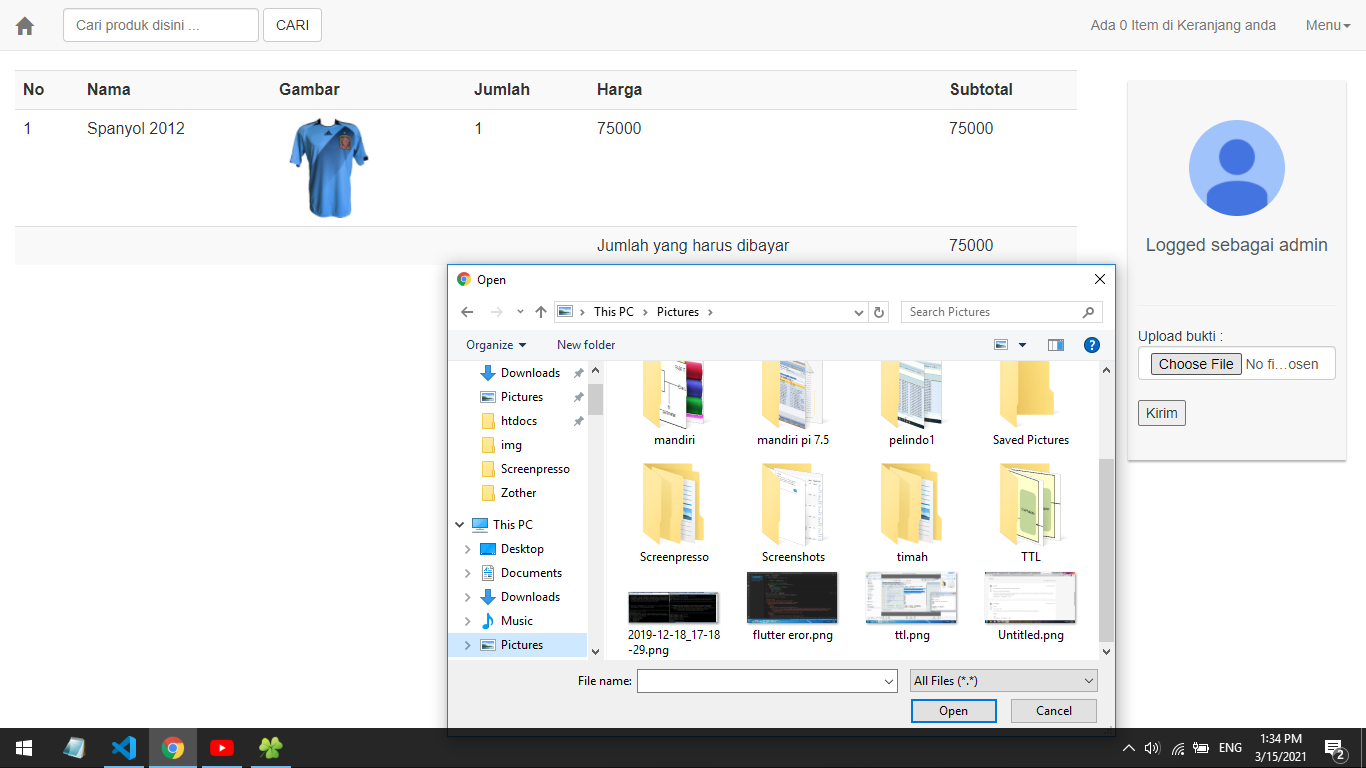 Cari produk disini ...
CARI
Ada 0 Item di Keranjang anda
Menu
No Nama Gambar Jumlah Harga Subtotal
1 Spanyol 2012 1 75000 75000
Jumlah yang harus dibayar 75000
Logged sebagai admin
Upload bukti :
Choose File No fi...osen
Kirim
Open
This PC Pictures
Search Pictures
Organize New folder
Downloads
Pictures
htdocs
img
Screenpresso
Zother
This PC
Desktop
Documents
Downloads
Music
Pictures
mandiri mandiri pi 7.5 pelindo1 Saved Pictures
Screenpresso Screenshots timah TTL
2019-12-18_17-18
-29.png
flutter eror.png ttl.png Untitled.png
File name:
All Files (*.*)
Open Cancel
ENG
1:34 PM
3/15/2021
2